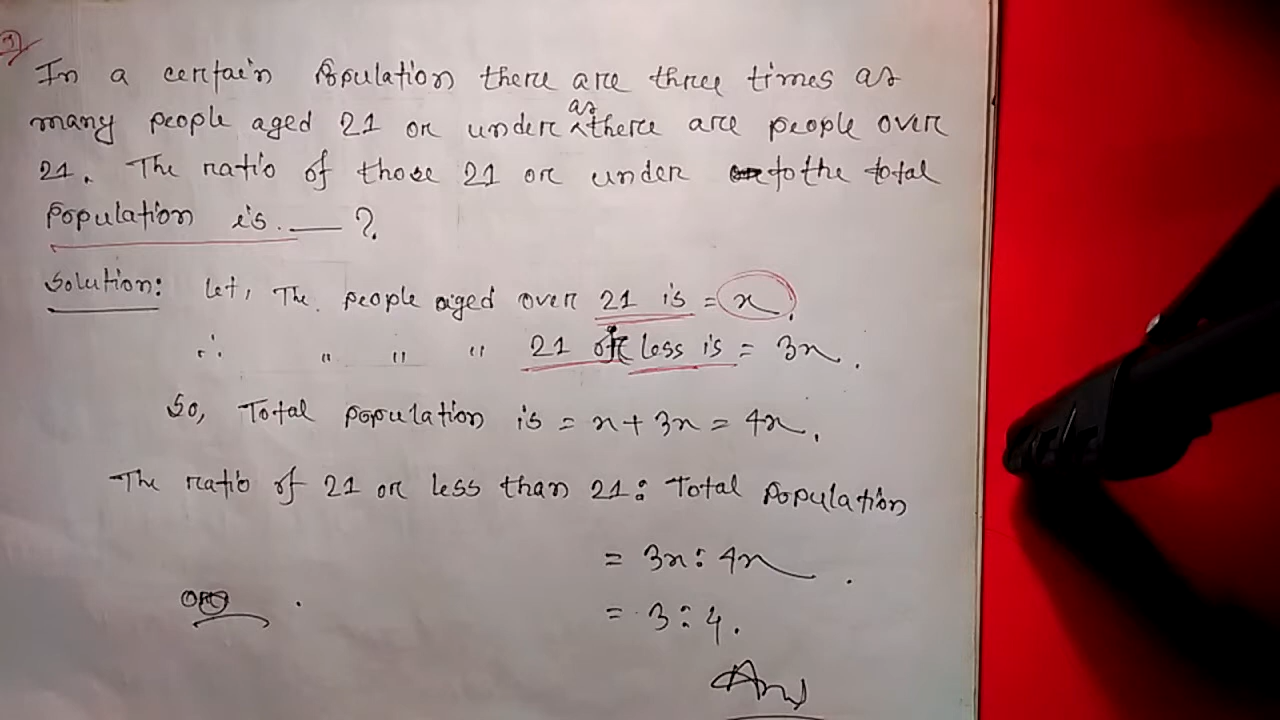 3)
In a certain population there are three times as
many people aged 21 or under as there are people over
21. The ratio of those 21 or under to the total
population is. — ?
Solution: Let, The people aged over 21 is = x.
∴ " " " 21 or less is = 3x.
So, Total population is = x + 3x = 4x.
The ratio of 21 or less than 21 : Total population
= 3x : 4x.
= 3 : 4.
Ans